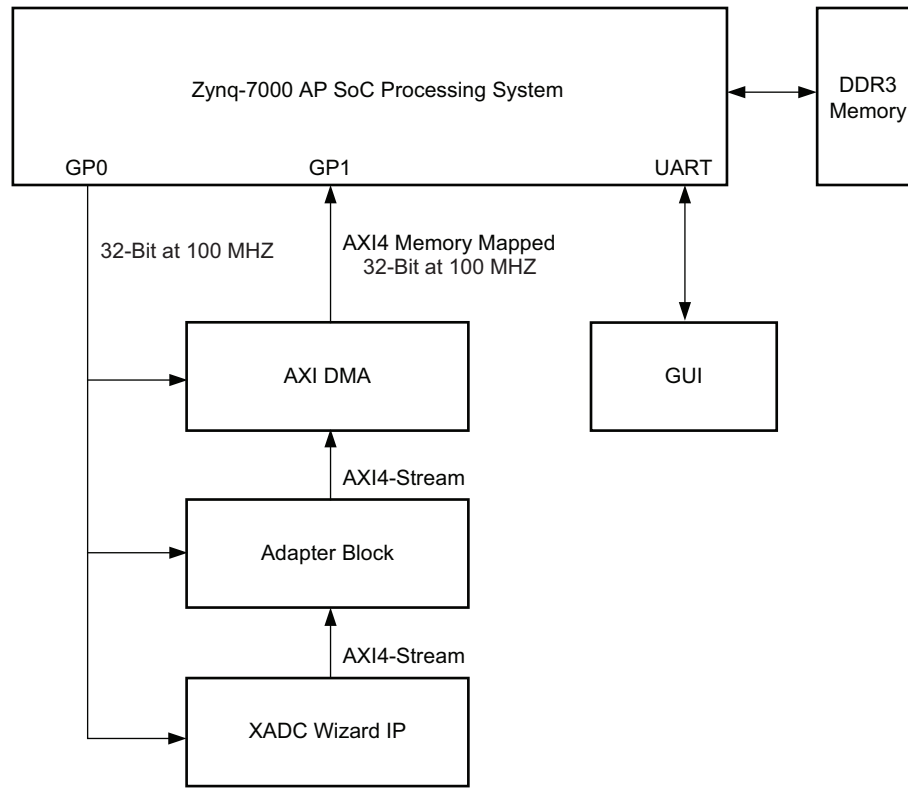 Zynq-7000 AP SoC Processing System
DDR3
Memory
GP0
GP1
UART
32-Bit at 100 MHZ
AXI4 Memory Mapped
32-Bit at 100 MHZ
AXI DMA
GUI
AXI4-Stream
Adapter Block
AXI4-Stream
XADC Wizard IP